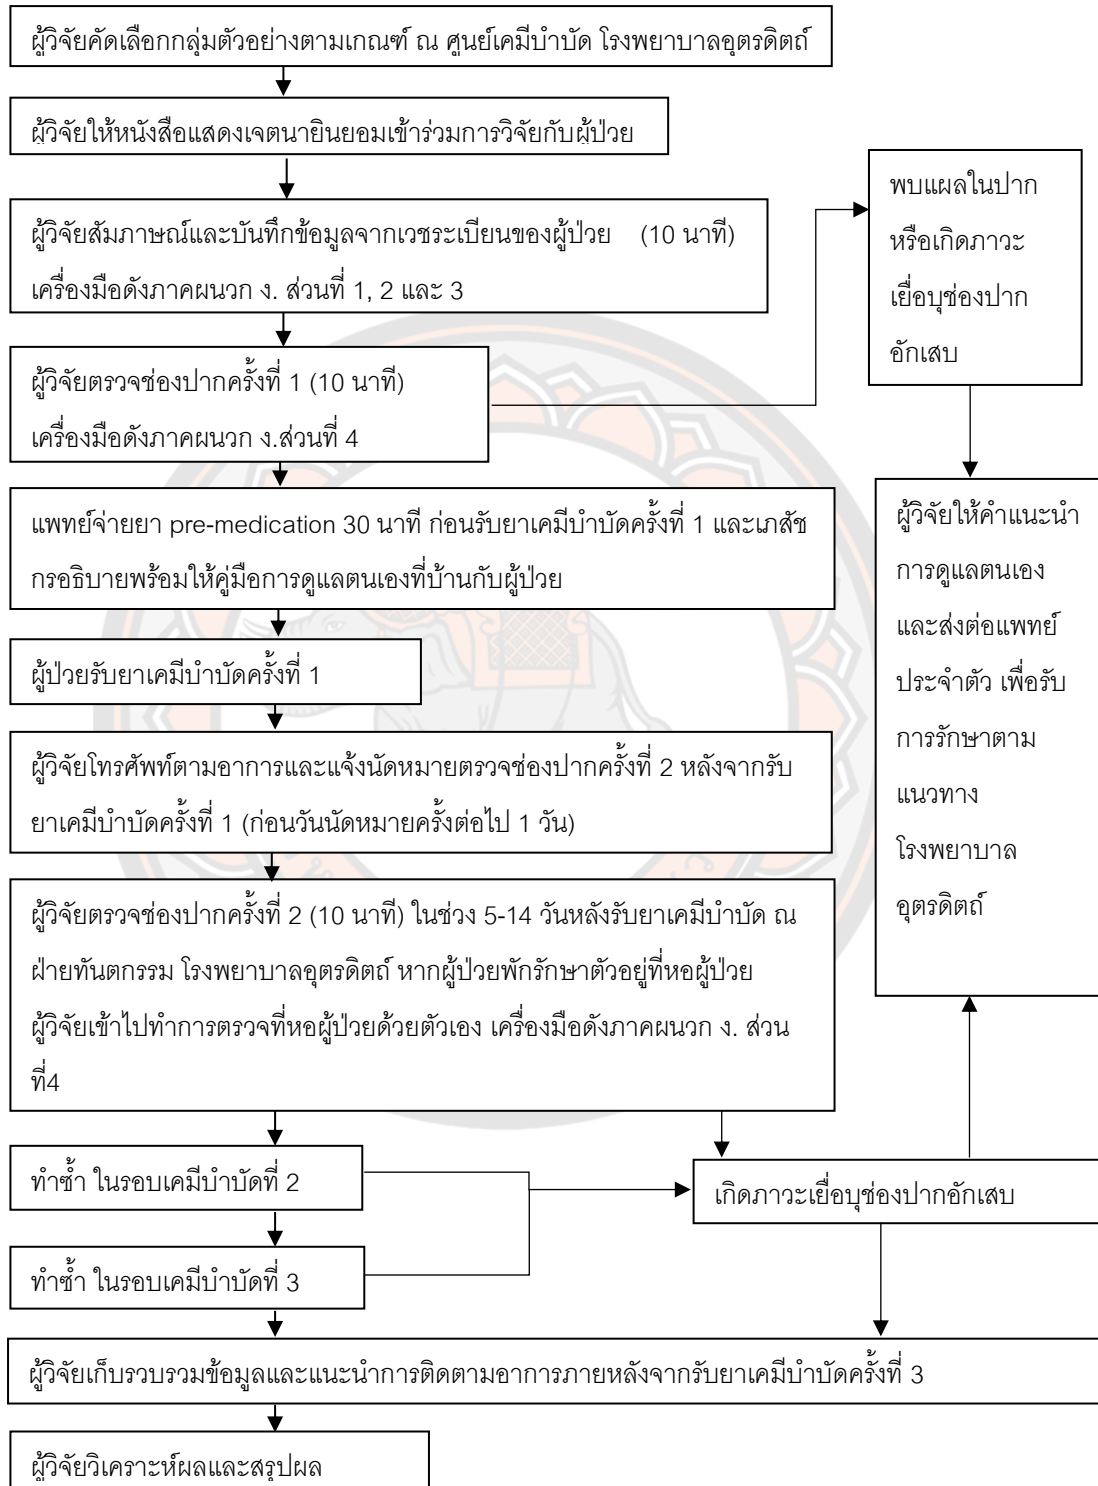 ผู้วิจัยคัดเลือกกลุ่มตัวอย่างตามเกณฑ์ ณ ศูนย์เคมีบำบัด โรงพยาบาลอุตรดิตถ์
ผู้วิจัยให้หนังสือแสดงเจตนายินยอมเข้าร่วมการวิจัยกับผู้ป่วย
ผู้วิจัยสัมภาษณ์และบันทึกข้อมูลจากเวชระเบียนของผู้ป่วย (10 นาที)
เครื่องมือดังภาคผนวก ง. ส่วนที่ 1, 2 และ 3
ผู้วิจัยตรวจช่องปากครั้งที่ 1 (10 นาที)
เครื่องมือดังภาคผนวก ง.ส่วนที่ 4
พบแผลในปาก
หรือเกิดภาวะ
เยื่อบุช่องปาก
อักเสบ
แพทย์จ่ายยา pre-medication 30 นาที ก่อนรับยาเคมีบำบัดครั้งที่ 1 และเภสัช
กรอธิบายพร้อมให้คู่มือการดูแลตนเองที่บ้านกับผู้ป่วย
ผู้ป่วยรับยาเคมีบำบัดครั้งที่ 1
ผู้วิจัยโทรศัพท์ตามอาการและแจ้งนัดหมายตรวจช่องปากครั้งที่ 2 หลังจากรับ
ยาเคมีบำบัดครั้งที่ 1 (ก่อนวันนัดหมายครั้งต่อไป 1 วัน)
ผู้วิจัยให้คำแนะนำ
การดูแลตนเอง
และส่งต่อแพทย์
ประจำตัว เพื่อรับ
การรักษาตาม
แนวทาง
โรงพยาบาล
อุตรดิตถ์
ผู้วิจัยตรวจช่องปากครั้งที่ 2 (10 นาที) ในช่วง 5-14 วันหลังรับยาเคมีบำบัด ณ
ฝ่ายทันตกรรม โรงพยาบาลอุตรดิตถ์ หากผู้ป่วยพักรักษาตัวอยู่ที่หอผู้ป่วย
ผู้วิจัยเข้าไปทำการตรวจที่หอผู้ป่วยด้วยตัวเอง เครื่องมือดังภาคผนวก ง. ส่วน
ที่4
ทำซ้ำ ในรอบเคมีบำบัดที่ 2
เกิดภาวะเยื่อบุช่องปากอักเสบ
ทำซ้ำ ในรอบเคมีบำบัดที่ 3
ผู้วิจัยเก็บรวบรวมข้อมูลและแนะนำการติดตามอาการภายหลังจากรับยาเคมีบำบัดครั้งที่ 3
ผู้วิจัยวิเคราะห์ผลและสรุปผล